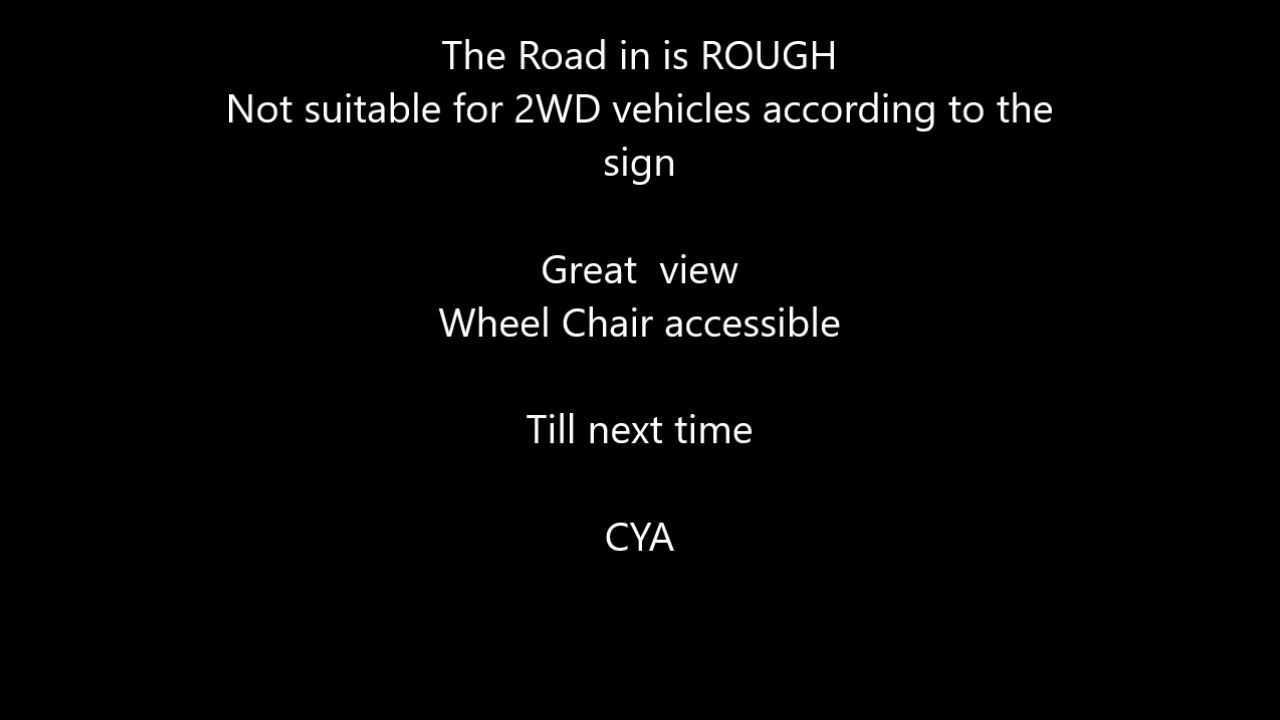 The Road in is ROUGH
Not suitable for 2WD vehicles according to the
sign
Great  view
Wheel Chair accessible
Till next time
CYA